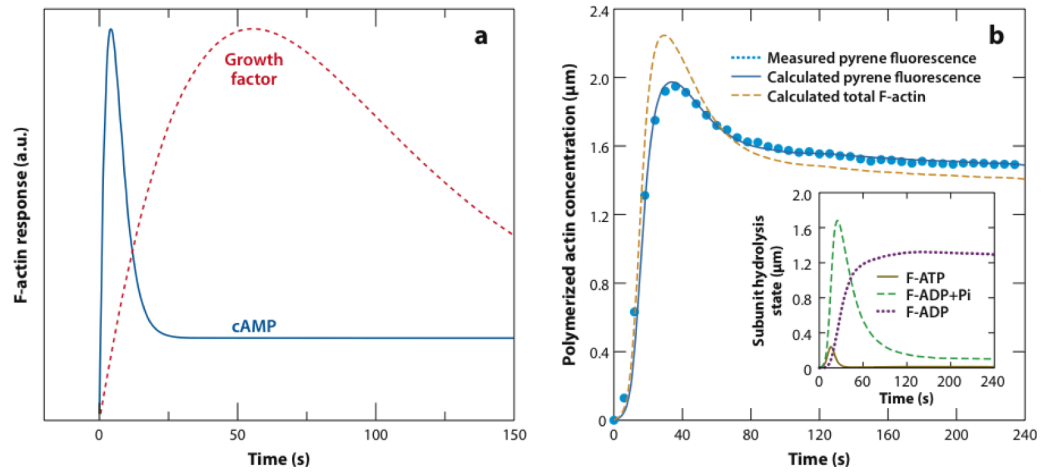 a
Growth
factor
cAMP
F-actin response (a.u.)
0
50
100
150
Time (s)
b
2.4
2.0
1.6
1.2
0.8
0.4
0
Polymerized actin concentration (μm)
Measured pyrene fluorescence
Calculated pyrene fluorescence
Calculated total F-actin
0
40
80
120
160
200
240
Time (s)
2.0
1.6
1.2
0.8
0.4
0
Subunit hydrolysis
state (μm)
F-ATP
F-ADP+Pi
F-ADP
0
60
120
200
240
Time (s)